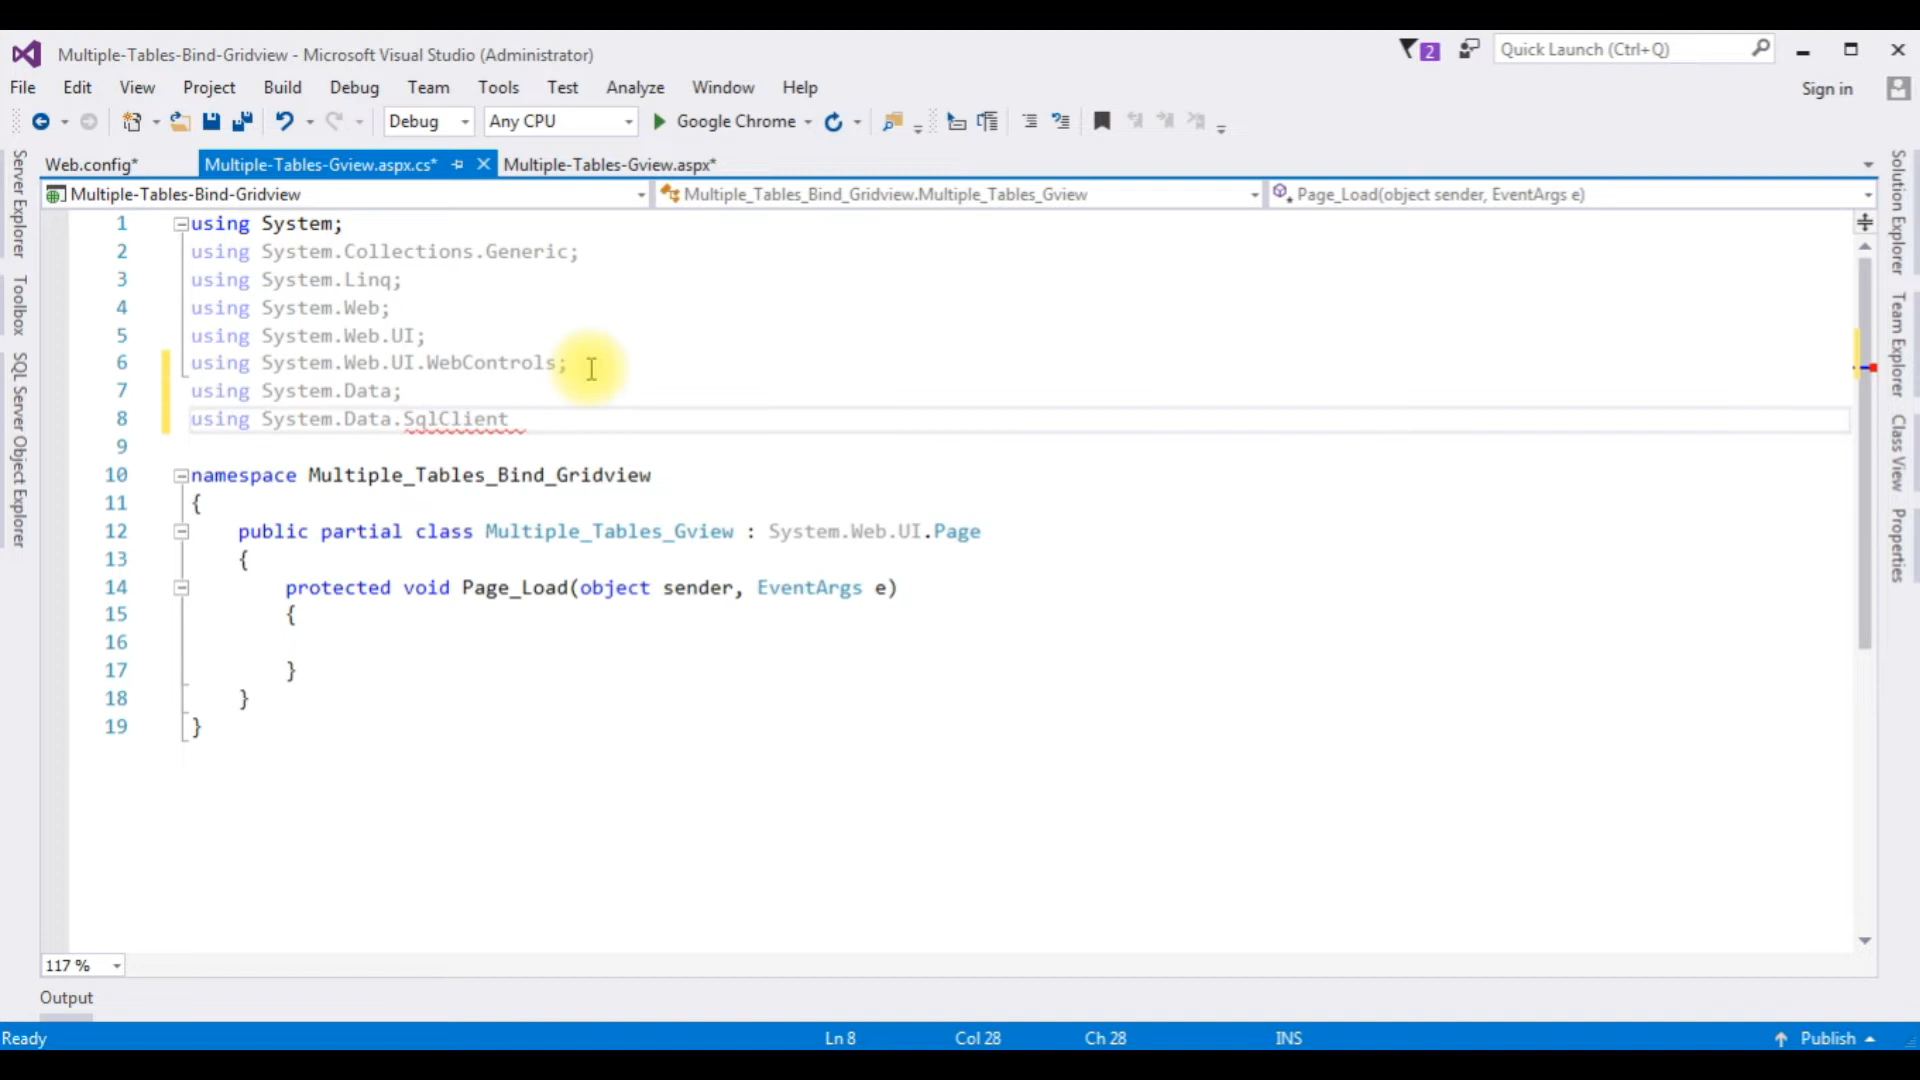 Multiple-Tables-Bind-Gridview - Microsoft Visual Studio (Administrator)
2
Quick Launch (Ctrl+Q)
File Edit View Project Build Debug Team Tools Test Analyze Window Help
Sign in
Debug
Any CPU
Google Chrome
Web.config*
Multiple-Tables-Gview.aspx.cs*
Multiple-Tables-Gview.aspx*
Multiple-Tables-Bind-Gridview
Multiple_Tables_Bind_Gridview.Multiple_Tables_Gview
Page_Load(object sender, EventArgs e)
Server Explorer
Toolbox
SQL Server Object Explorer
1 using System;
2 using System.Collections.Generic;
3 using System.Linq;
4 using System.Web;
5 using System.Web.UI;
6 using System.Web.UI.WebControls;
7 using System.Data;
8 using System.Data.SqlClient
9
10 namespace Multiple_Tables_Bind_Gridview
11 {
12 public partial class Multiple_Tables_Gview : System.Web.UI.Page
13 {
14 protected void Page_Load(object sender, EventArgs e)
15 {
16
17 }
18 }
19 }
Solution Explorer
Team Explorer
Class View
Properties
117 %
Output
Ready
Ln 8
Col 28
Ch 28
INS
Publish